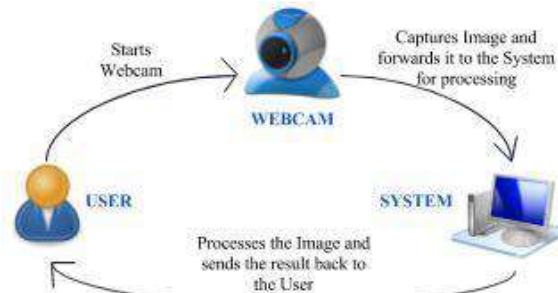 Starts
Webcam
Captures Image and
forwards it to the System
for processing
WEBCAM
USER
SYSTEM
Processes the Image and
sends the result back to
the User